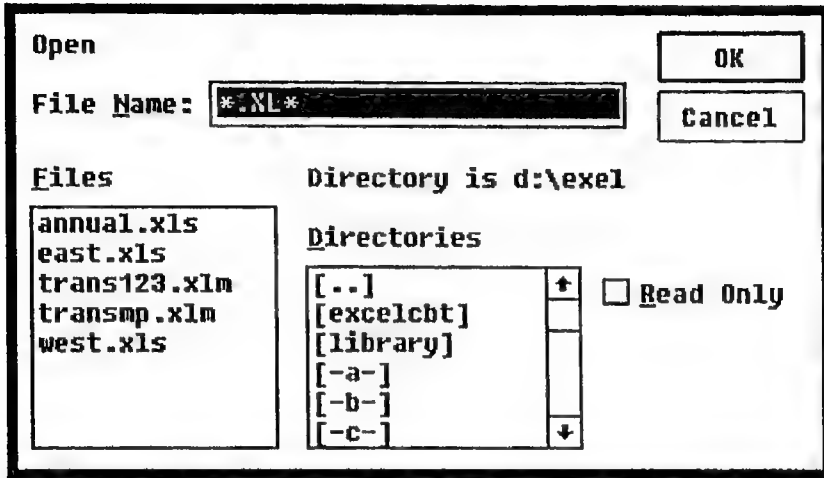 Open
OK
File Name: *.XL*
Cancel
Files
Directory is d:\exel
annual.xls
east.xls
trans123.xlm
transmp.xlm
west.xls
Directories
[..]
[excelcbt]
[library]
[-a-]
[-b-]
[-c-]
Read Only